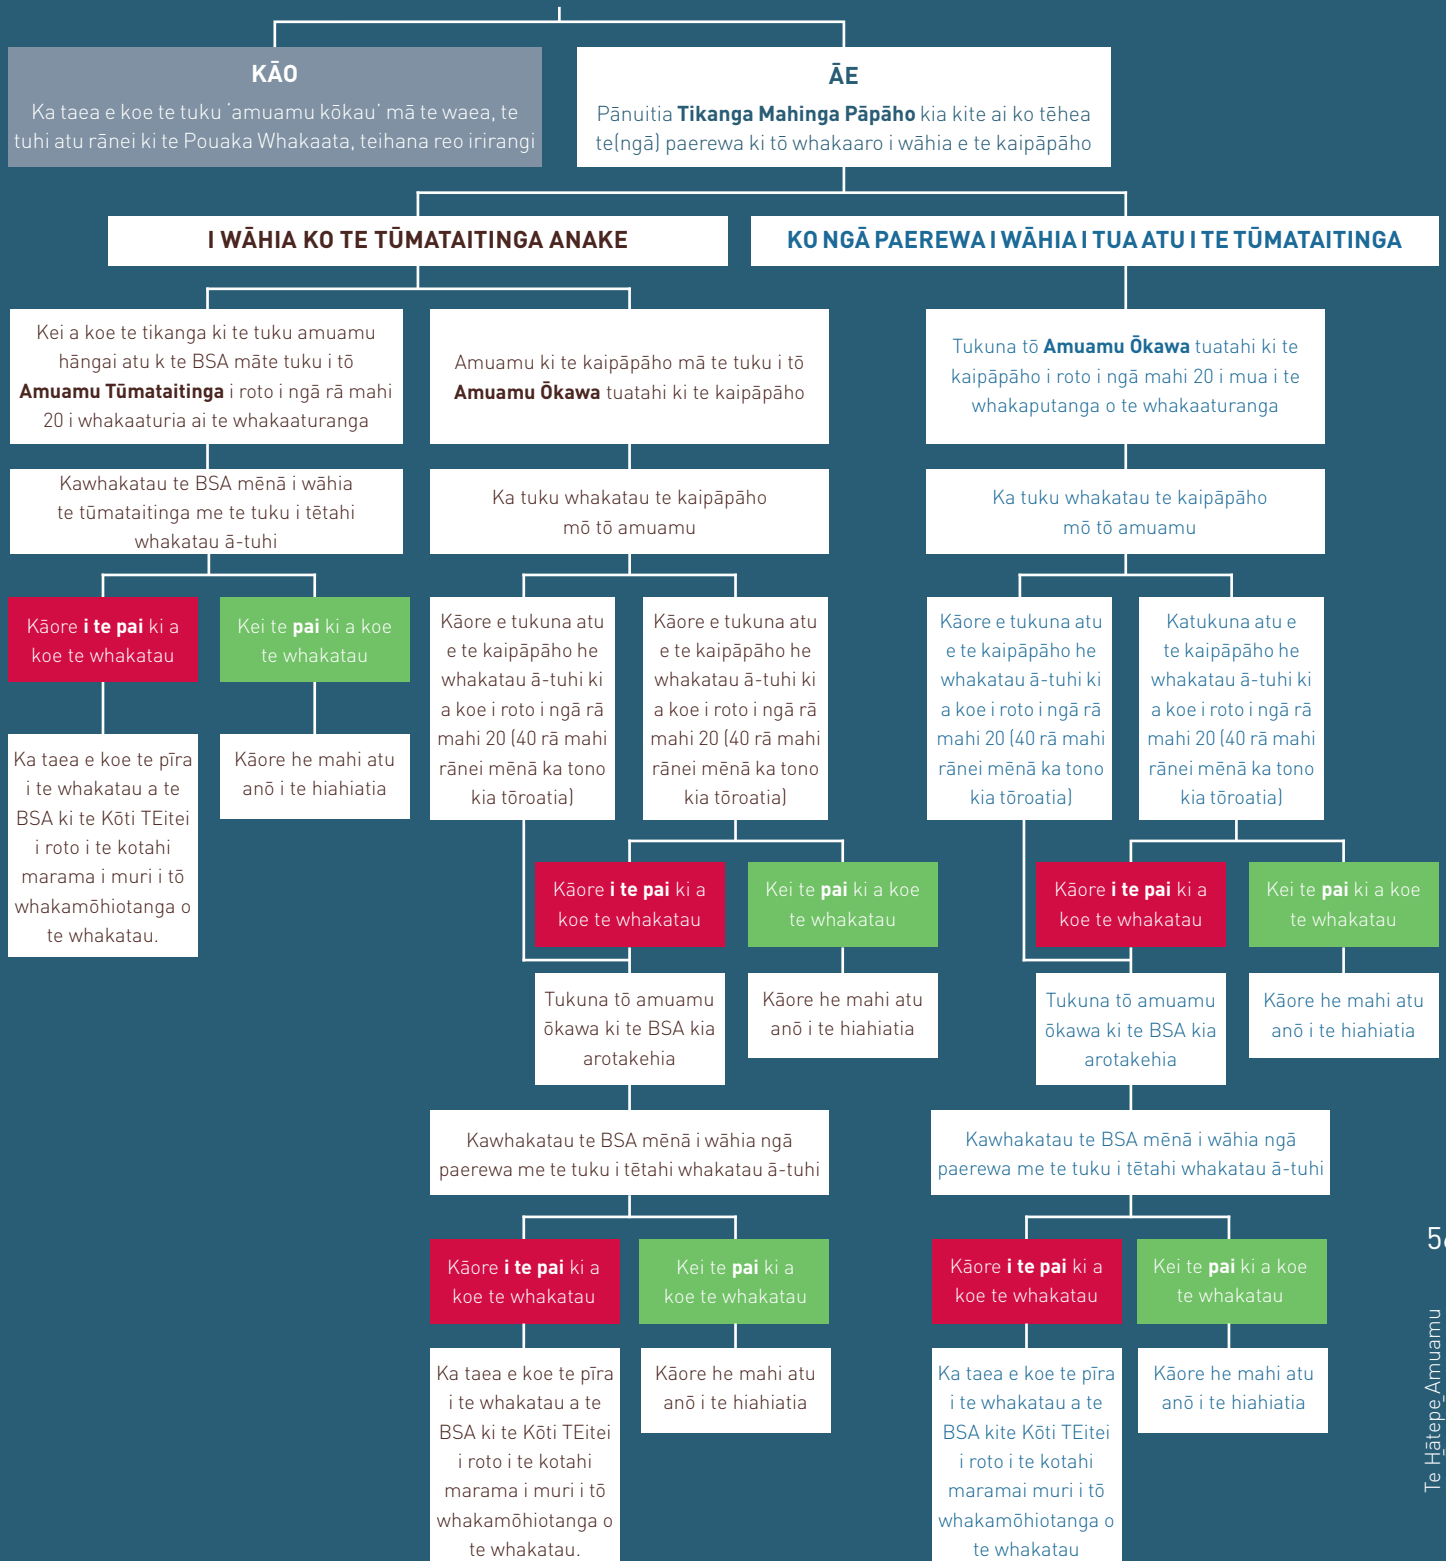 KĀO
Ka taea e koe te tuku ‘amuamu kōkau’ mā te waea, te
tuhi atu rānei ki te Pouaka Whakaata, teihana reo irirangi
ĀE
Pānuitia Tikanga Mahinga Pāpāho kia kite ai ko tēhea
te(ngā) paerewa ki tō whakaaro i wāhia e te kaipāpāho
I WĀHIA KO TE TŪMATAITINGA ANAKE
KO NGĀ PAEREWA I WĀHIA I TUA ATU I TE TŪMATAITINGA
Kei a koe te tikanga ki te tuku amuamu
hāngai atu k te BSA māte tuku i tō
Amuamu Tūmataitinga i roto i ngā rā mahi
20 i whakaaturia ai te whakaaturanga
Amuamu ki te kaipāpāho mā te tuku i tō
Amuamu Ōkawa tuatahi ki te kaipāpāho
Tukuna tō Amuamu Ōkawa tuatahi ki te
kaipāpāho i roto i ngā mahi 20 i mua i te
whakaputanga o te whakaaturanga
Kawhakatau te BSA mēnā i wāhia
te tūmataitinga me te tuku i tētahi
whakatau ā-tuhi
Ka tuku whakatau te kaipāpāho
mō tō amuamu
Ka tuku whakatau te kaipāpāho
mō tō amuamu
Kāore i te pai ki a
koe te whakatau
Kei te pai ki a koe
te whakatau
Kāore e tukuna atu
e te kaipāpāho he
whakatau ā-tuhi ki
a koe i roto i ngā rā
mahi 20 (40 rā mahi
rānei mēnā ka tono
kia tōroatia)
Kāore e tukuna atu
e te kaipāpāho he
whakatau ā-tuhi ki
a koe i roto i ngā rā
mahi 20 (40 rā mahi
rānei mēnā ka tono
kia tōroatia)
Kāore e tukuna atu
e te kaipāpāho he
whakatau ā-tuhi ki
a koe i roto i ngā rā
mahi 20 (40 rā mahi
rānei mēnā ka tono
kia tōroatia)
Katukuna atu e
te kaipāpāho he
whakatau ā-tuhi ki
a koe i roto i ngā rā
mahi 20 (40 rā mahi
rānei mēnā ka tono
kia tōroatia)
Ka taea e koe te pīra
i te whakatau a te
BSA ki te Kōti TEitei
i roto i te kotahi
marama i muri i tō
whakamōhiotanga o
te whakatau.
Kāore he mahi atu
anō i te hiahiatia
Kāore i te pai ki a
koe te whakatau
Kei te pai ki a koe
te whakatau
Kāore i te pai ki a
koe te whakatau
Kei te pai ki a koe
te whakatau
Tukuna tō amuamu
ōkawa ki te BSA kia
arotakehia
Kāore he mahi atu
anō i te hiahiatia
Tukuna tō amuamu
ōkawa ki te BSA kia
arotakehia
Kāore he mahi atu
anō i te hiahiatia
Kawhakatau te BSA mēnā i wāhia ngā
paerewa me te tuku i tētahi whakatau ā-tuhi
Kawhakatau te BSA mēnā i wāhia ngā
paerewa me te tuku i tētahi whakatau ā-tuhi
Kāore i te pai ki a
koe te whakatau
Kei te pai ki a
koe te whakatau
Kāore i te pai ki a
koe te whakatau
Kei te pai ki a koe
te whakatau
Ka taea e koe te pīra
i te whakatau a te
BSA ki te Kōti TEitei
i roto i te kotahi
marama i muri i tō
whakamōhiotanga o
te whakatau.
Kāore he mahi atu
anō i te hiahiatia
Ka taea e koe te pīra
i te whakatau a te
BSA kite Kōti TEitei
i roto i te kotahi
maramai muri i tō
whakamōhiotanga o
te whakatau
Kāore he mahi atu
anō i te hiahiatia
Te Hātepe Amuamu